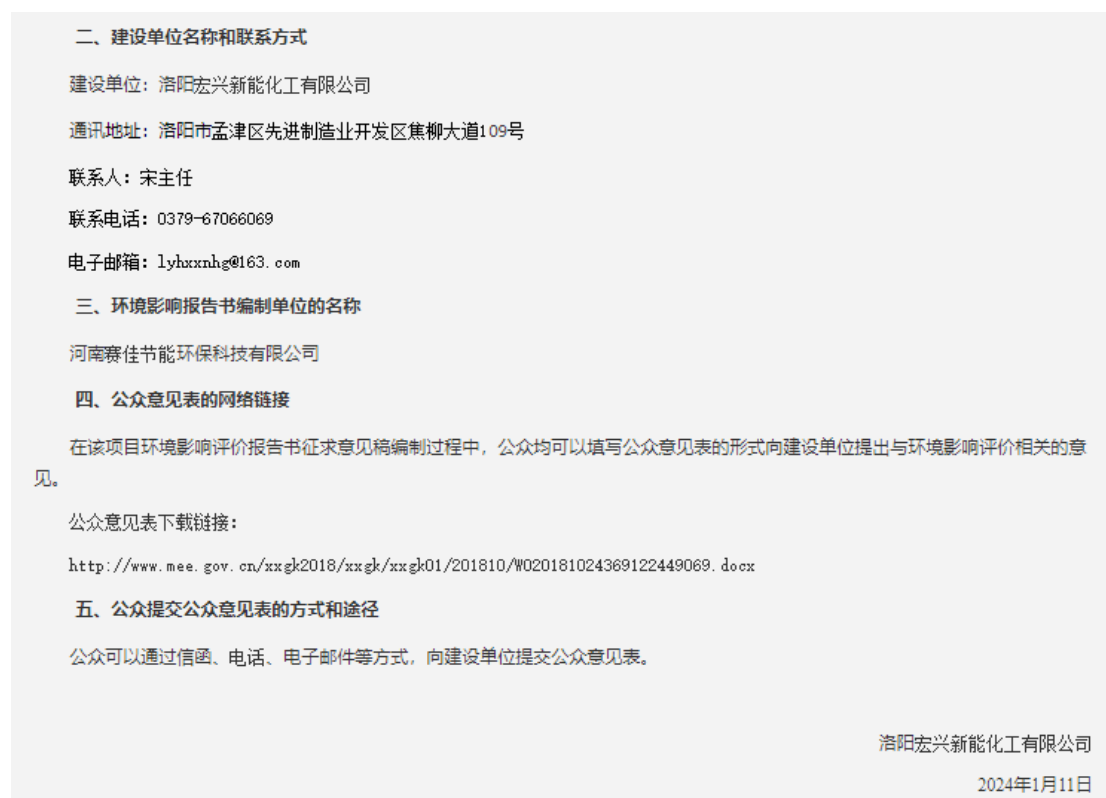 二、建设单位名称和联系方式
建设单位：洛阳宏兴新能化工有限公司
通讯地址：洛阳市孟津区先进制造业开发区焦柳大道109号
联系人：宋主任
联系电话：0379-67066069
电子邮箱：lyhxxnhg@163.com
三、环境影响报告书编制单位的名称
河南赛佳节能环保科技有限公司
四、公众意见表的网络链接
在该项目环境影响评价报告书征求意见稿编制过程中，公众均可以填写公众意见表的形式向建设单位提出与环境影响评价相关的意
见。
公众意见表下载链接：
http://www.mee.gov.cn/xxgk2018/xxgk/xxgk01/201810/W020181024369122449069.docx
五、公众提交公众意见表的方式和途径
公众可以通过信函、电话、电子邮件等方式，向建设单位提交公众意见表。
洛阳宏兴新能化工有限公司
2024年1月11日